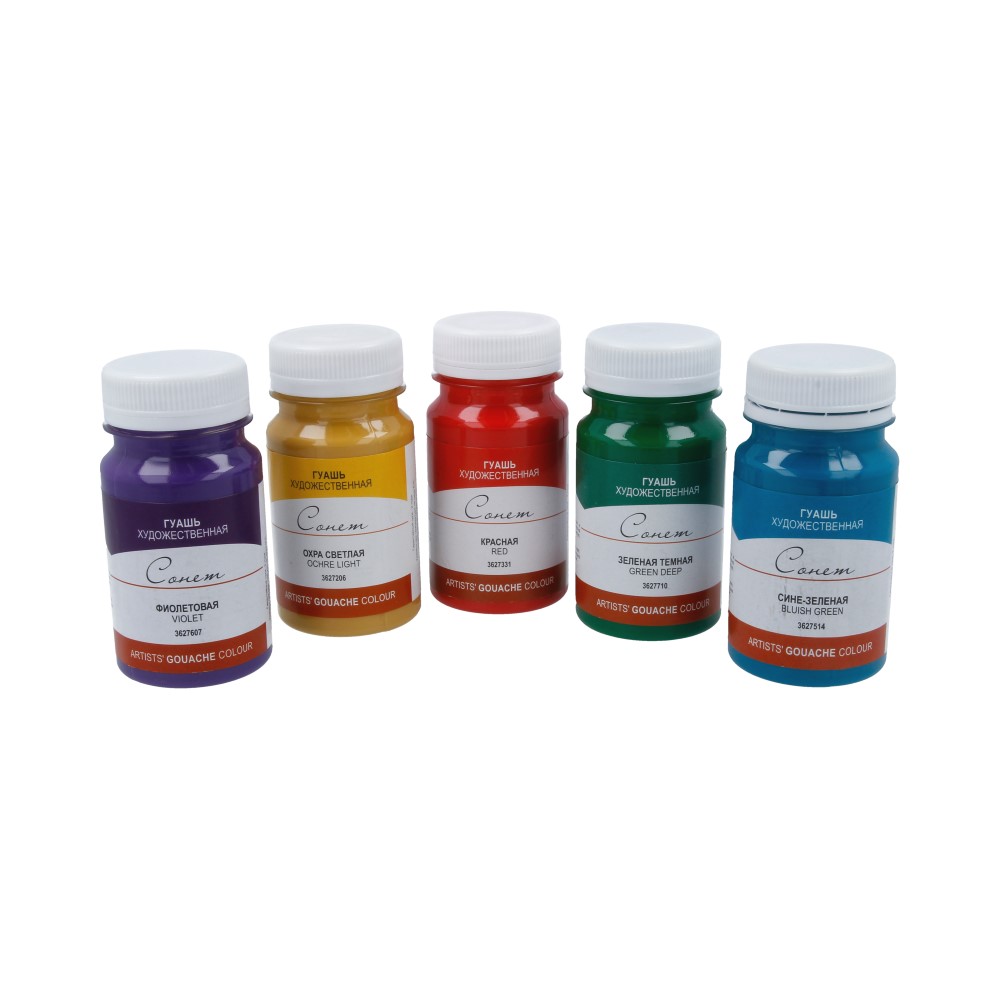 ГУАШЬ
ХУДОЖЕСТВЕННАЯ
Сонет
ФИОЛЕТОВАЯ
VIOLET
3627607
ARTISTS' GOUACHE COLOUR
ГУАШЬ
ХУДОЖЕСТВЕННАЯ
Сонет
ОХРА СВЕТЛАЯ
OCHRE LIGHT
3627206
ARTISTS' GOUACHE COLOUR
ГУАШЬ
ХУДОЖЕСТВЕННАЯ
Сонет
КРАСНАЯ
RED
3627331
ARTISTS' GOUACHE COLOUR
ГУАШЬ
ХУДОЖЕСТВЕННАЯ
Сонет
ЗЕЛЕНАЯ ТЕМНАЯ
GREEN DEEP
3627710
ARTISTS' GOUACHE COLOUR
ГУАШЬ
ХУДОЖЕСТВЕННАЯ
Сонет
СИНЕ-ЗЕЛЕНАЯ
BLUISH GREEN
3627514
ARTISTS' GOUACHE COLOUR